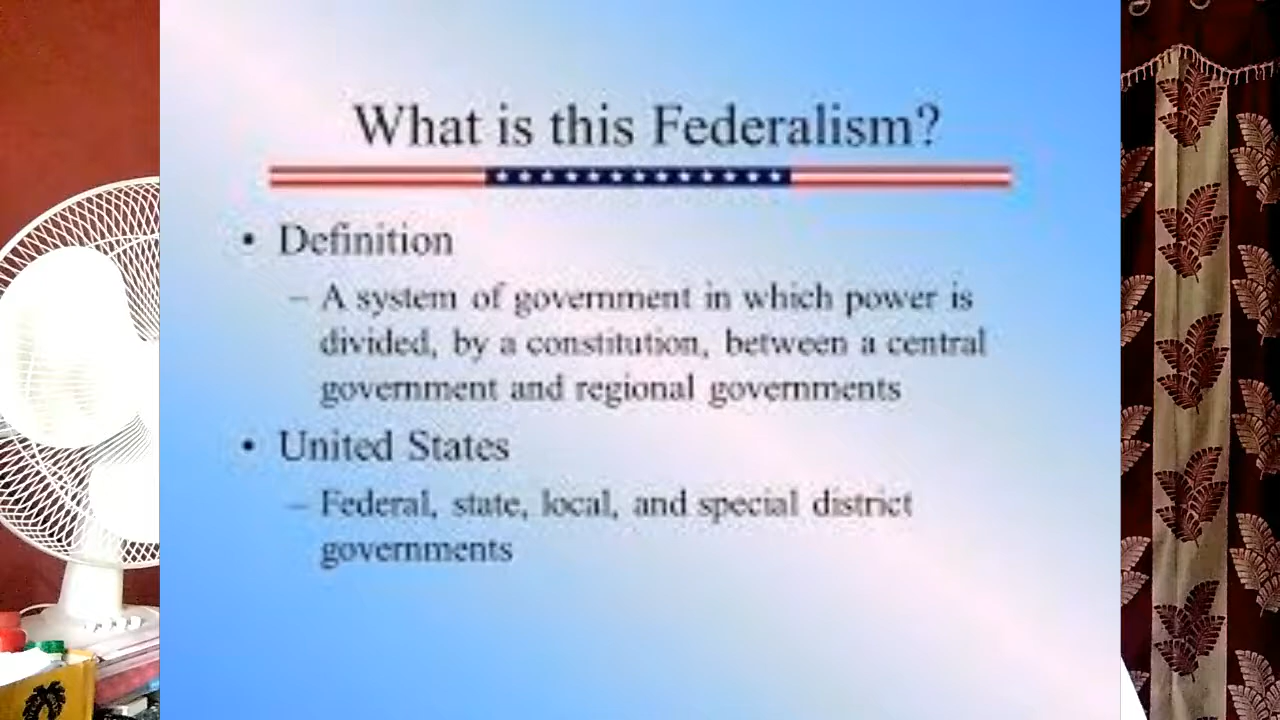 What is this Federalism?
• Definition
– A system of government in which power is
divided, by a constitution, between a central
government and regional governments
• United States
– Federal, state, local, and special district
governments